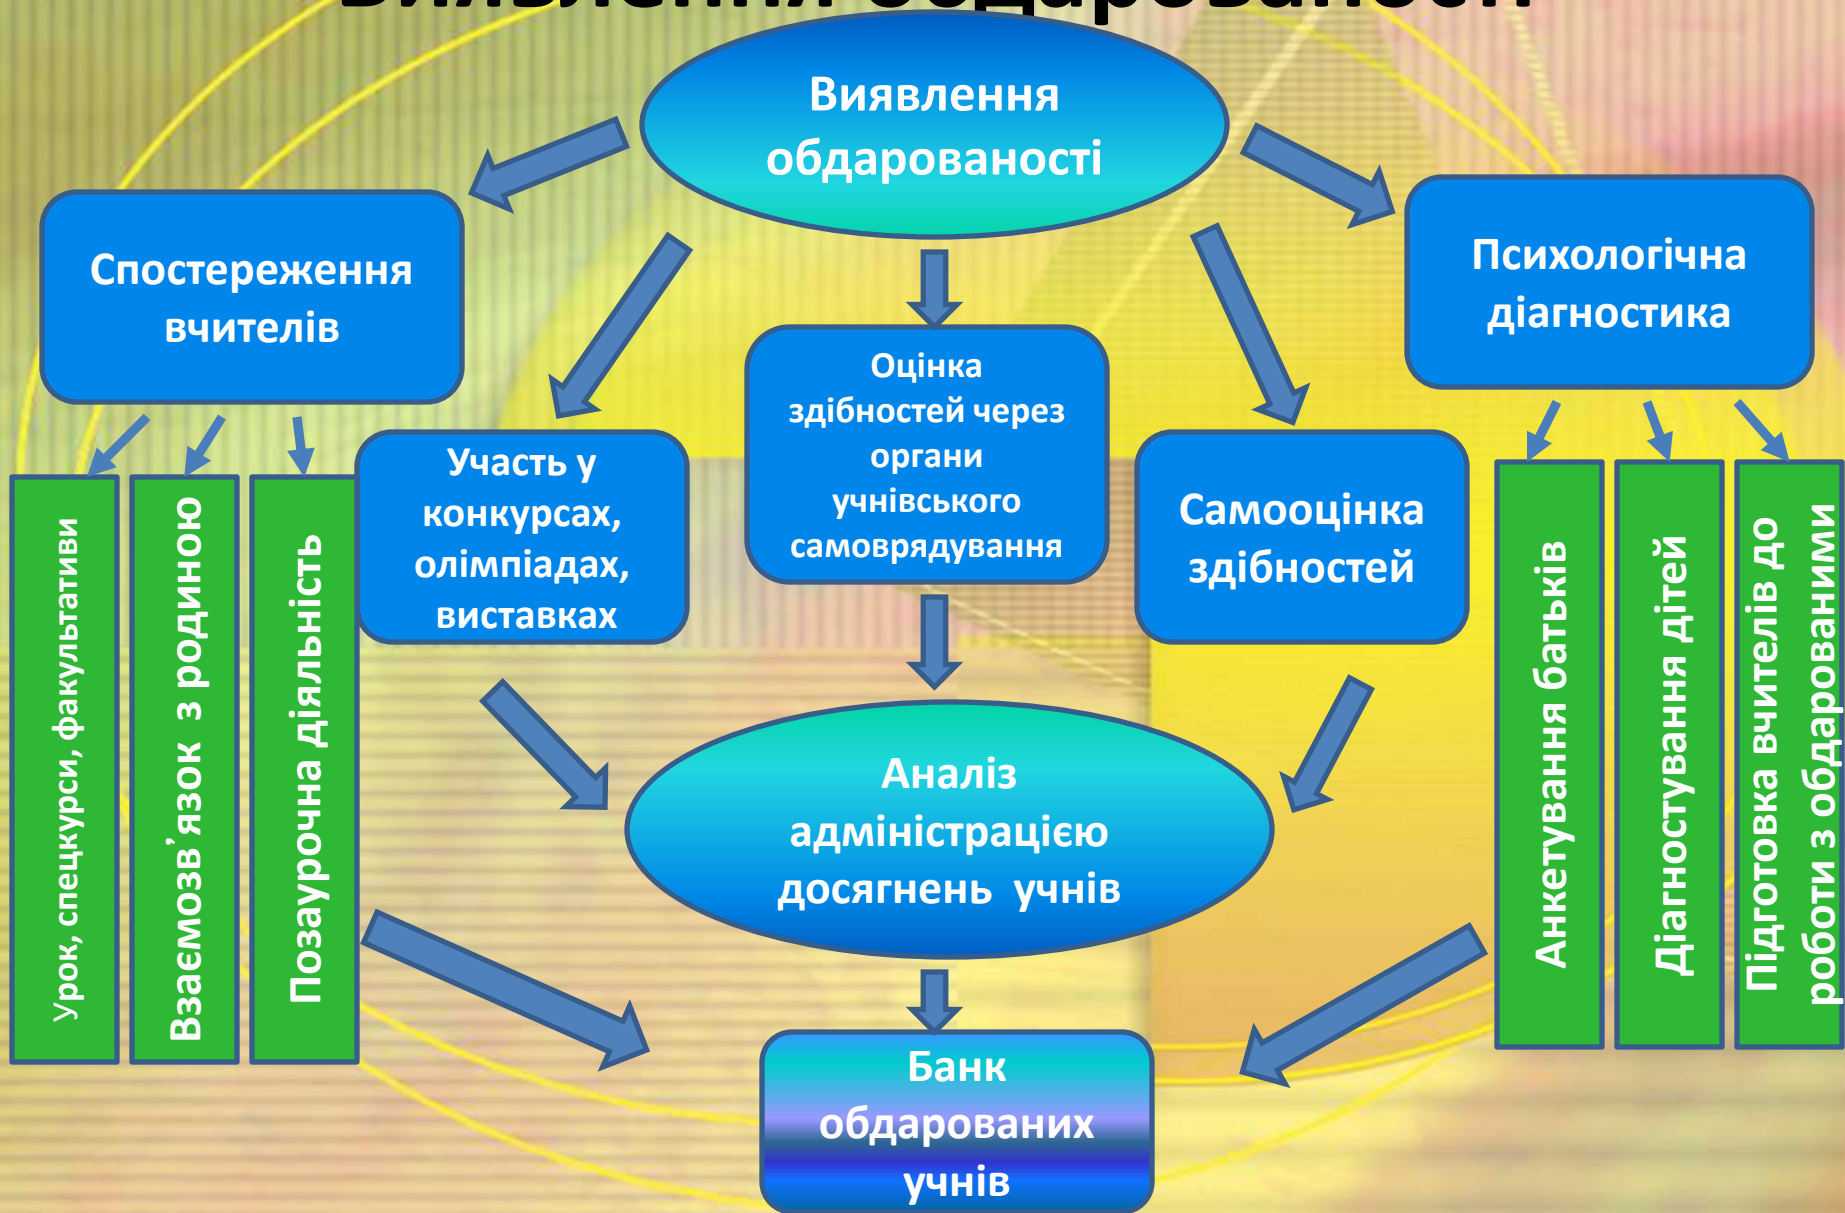 Виявлення обдарованості
Виявлення
обдарованості
Спостереження
вчителів
Психологічна
діагностика
Оцінка
здібностей через
органи
учнівського
самоврядування
Участь у
конкурсах,
олімпіадах,
виставках
Самооцінка
здібностей
Урок, спецкурси, факультативи
Взаємозв’язок з родиною
Позаурочна діяльність
Анкетування батьків
Діагностування дітей
Підготовка вчителів до
роботи з обдарованими
Аналіз
адміністрацією
досягнень учнів
Банк
обдарованих
учнів